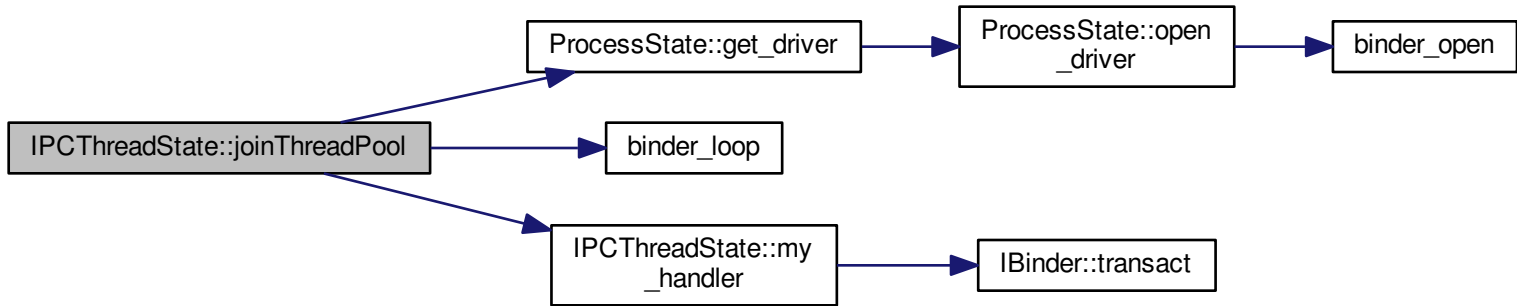 IPCThreadState::joinThreadPool
ProcessState::get_driver
ProcessState::open
_driver
binder_open
binder_loop
IPCThreadState::my
_handler
IBinder::transact